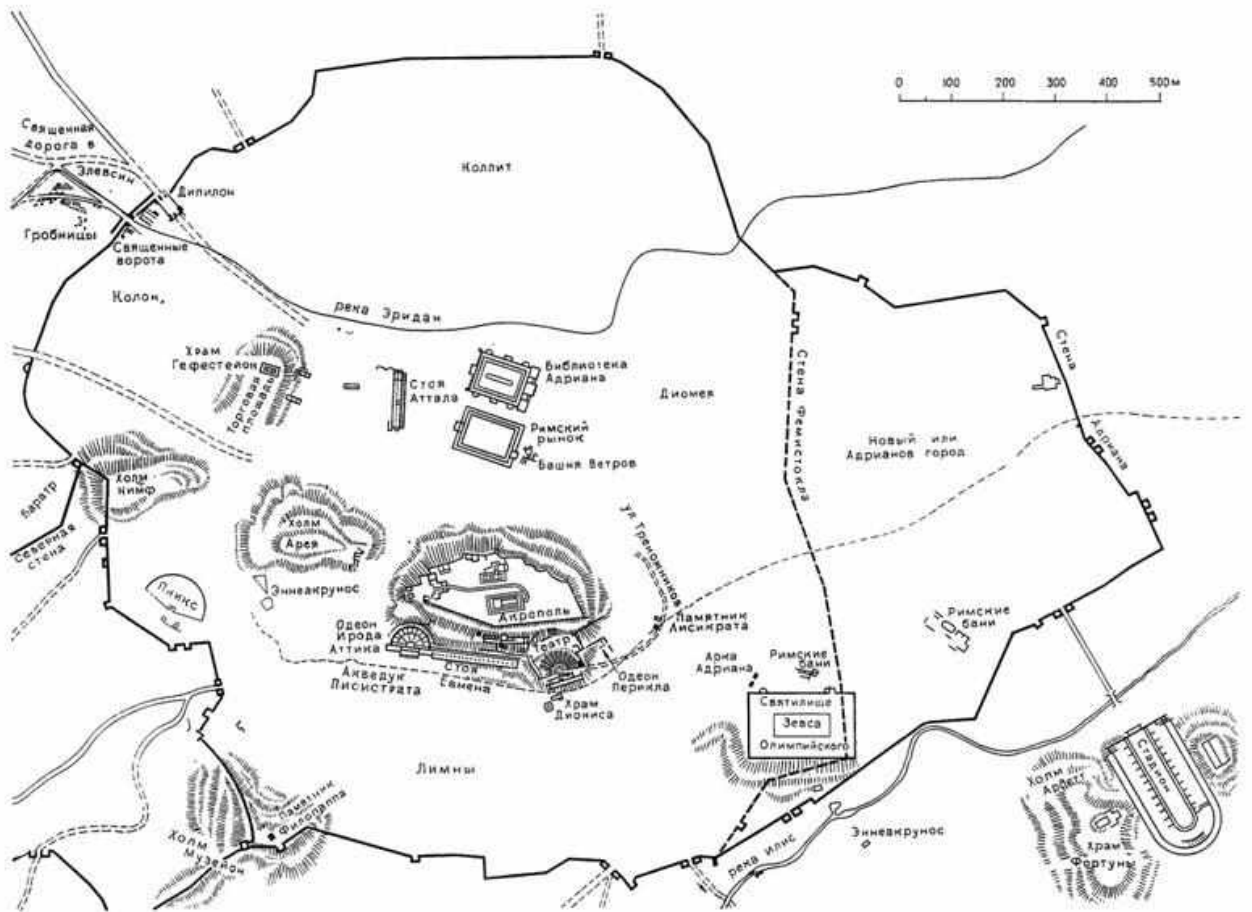 0 100 200 300 400 500 м
Священная
дорога в
Элевсин
Дипилон
Гробницы
Священные
ворота
Коллит
Колон
река Эридан
Храм
Гефестейон
Торговая
площадь
Стоя
Аттала
Библиотека
Адриана
Римский
рынок
Башня Ветров
Диомея
Стена Фемистокла
Стена
Адриана
Новый или
Адрианов город
Баратр
Северная
стена
Холм
Нимф
Холм
Арея
Пникс
Эннеакрунос
Акрополь
ул Треножников
Памятник
Лисикрата
Одеон
Ирода
Аттика
Театр
Стоя
Евмена
Акведук
Писистрата
Одеон
Перикла
Храм
Диониса
Арка
Адриана
Римские
бани
Римские
бани
Святилище
Зевса
Олимпийского
Лимны
Памятник
Филопаппа
Холм
Музейон
река Илис
Эннеакрунос
Холм
Ардетт
Стадион
Храм
Фортуны